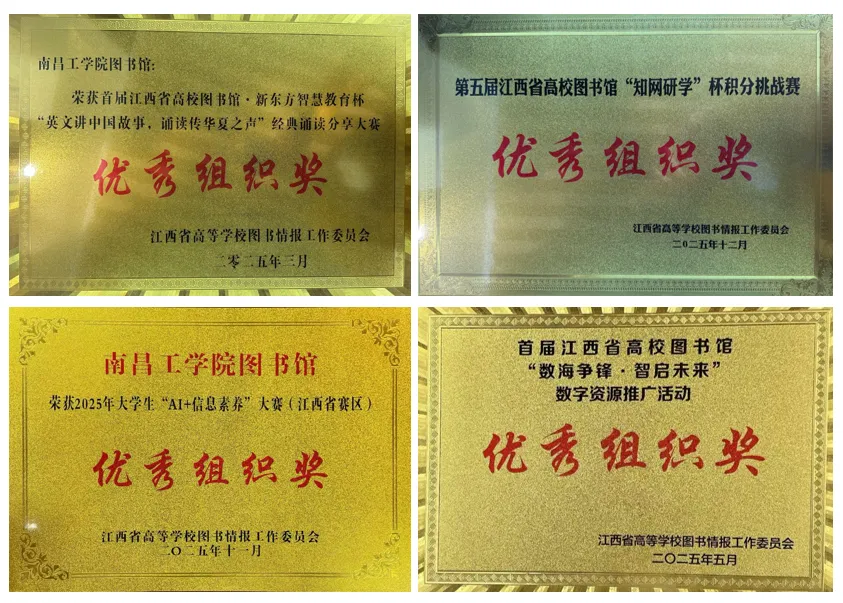 南昌工学院图书馆:
荣获首届江西省高校图书馆·新东方智慧教育杯
“英文讲中国故事，诵读传华夏之声”经典诵读分享大赛
优秀组织奖
江西省高等学校图书情报工作委员会
二零二五年三月
第五届江西省高校图书馆“知网研学”杯积分挑战赛
优秀组织奖
江西省高等学校图书情报工作委员会
二〇二五年十二月
南昌工学院图书馆
荣获2025年大学生“AI+信息素养”大赛（江西省赛区）
优秀组织奖
江西省高等学校图书情报工作委员会
二〇二五年十一月
首届江西省高校图书馆
“数海争锋·智启未来”
数字资源推广活动
优秀组织奖
江西省高等学校图书情报工作委员会
二〇二五年五月